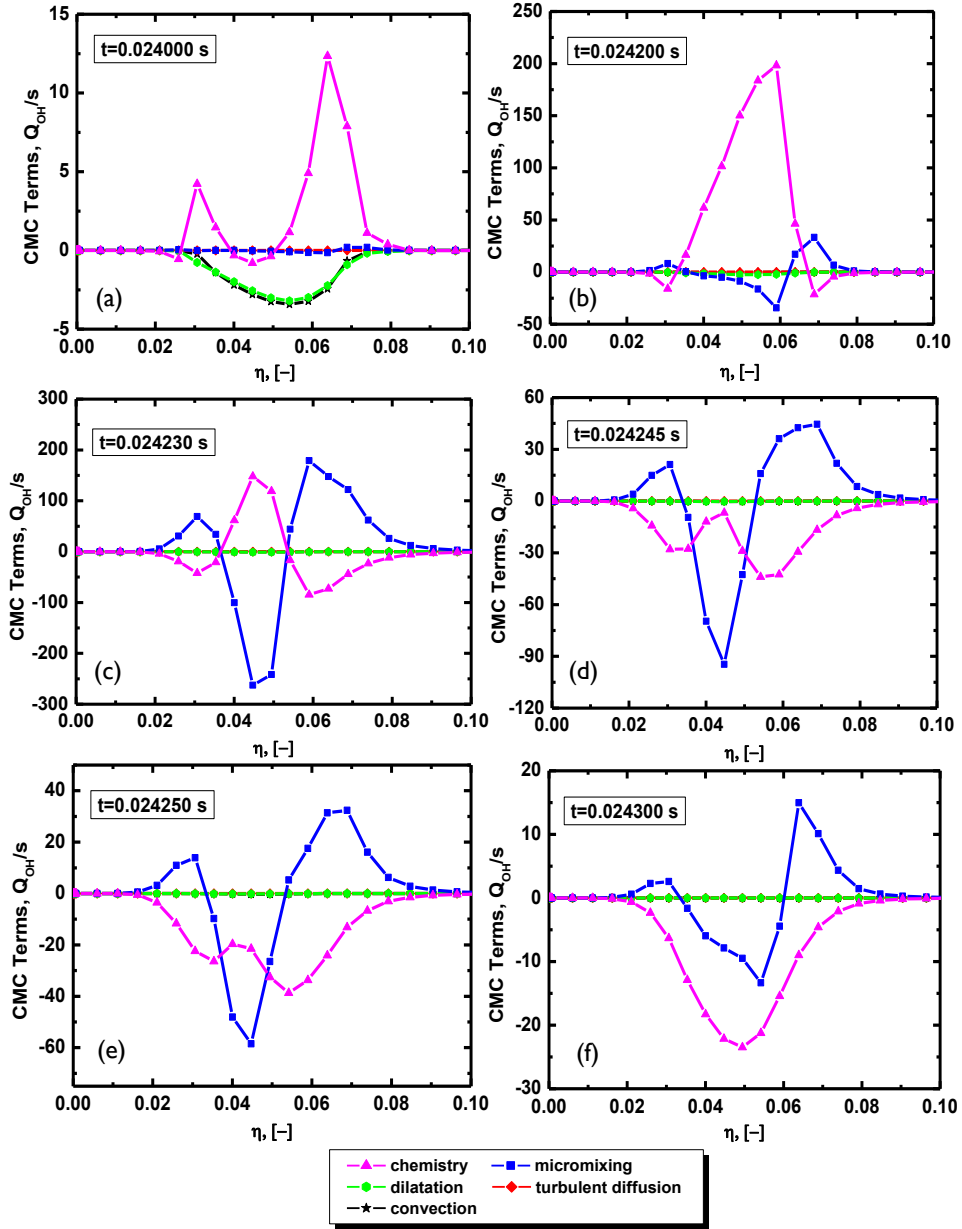 15
10
5
0
-5
CMC Terms, Q_OH/s
t=0.024000 s
(a)
0.00 0.02 0.04 0.06 0.08 0.10
η, [–]
250
200
150
100
50
0
-50
CMC Terms, Q_OH/s
t=0.024200 s
(b)
0.00 0.02 0.04 0.06 0.08 0.10
η, [–]
300
200
100
0
-100
-200
-300
CMC Terms, Q_OH/s
t=0.024230 s
(c)
0.00 0.02 0.04 0.06 0.08 0.10
η, [–]
60
30
0
-30
-60
-90
-120
CMC Terms, Q_OH/s
t=0.024245 s
(d)
0.00 0.02 0.04 0.06 0.08 0.10
η, [–]
40
20
0
-20
-40
-60
CMC Terms, Q_OH/s
t=0.024250 s
(e)
0.00 0.02 0.04 0.06 0.08 0.10
η, [–]
20
15
10
5
0
-10
-20
-30
CMC Terms, Q_OH/s
t=0.024300 s
(f)
0.00 0.02 0.04 0.06 0.08 0.10
η, [–]
chemistry micromixing
dilatation turbulent diffusion
convection